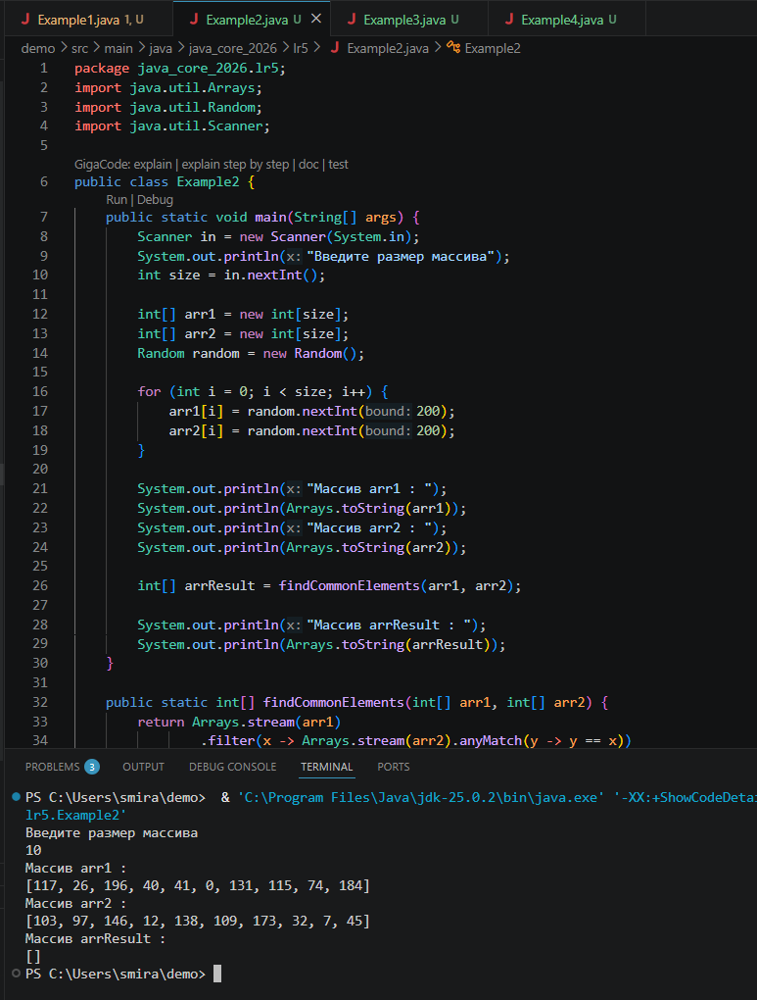 Example1.java 1, U
Example2.java U
Example3.java U
Example4.java U
demo > src > main > java > java_core_2026 > lr5 > Example2.java > Example2
1 package java_core_2026.lr5;
2 import java.util.Arrays;
3 import java.util.Random;
4 import java.util.Scanner;
5
GigaCode: explain | explain step by step | doc | test
6 public class Example2 {
Run | Debug
7 public static void main(String[] args) {
8 Scanner in = new Scanner(System.in);
9 System.out.println(x: "Введите размер массива");
10 int size = in.nextInt();
11
12 int[] arr1 = new int[size];
13 int[] arr2 = new int[size];
14 Random random = new Random();
15
16 for (int i = 0; i < size; i++) {
17 arr1[i] = random.nextInt(bound: 200);
18 arr2[i] = random.nextInt(bound: 200);
19 }
20
21 System.out.println(x: "Массив arr1 : ");
22 System.out.println(Arrays.toString(arr1));
23 System.out.println(x: "Массив arr2 : ");
24 System.out.println(Arrays.toString(arr2));
25
26 int[] arrResult = findCommonElements(arr1, arr2);
27
28 System.out.println(x: "Массив arrResult : ");
29 System.out.println(Arrays.toString(arrResult));
30 }
31
32 public static int[] findCommonElements(int[] arr1, int[] arr2) {
33 return Arrays.stream(arr1)
34 .filter(x -> Arrays.stream(arr2).anyMatch(y -> y == x))
PROBLEMS 3 OUTPUT DEBUG CONSOLE TERMINAL PORTS
PS C:\Users\smira\demo> & 'C:\Program Files\Java\jdk-25.0.2\bin\java.exe' '-XX:+ShowCodeDetai
lr5.Example2'
Введите размер массива
10
Массив arr1 :
[117, 26, 196, 40, 41, 0, 131, 115, 74, 184]
Массив arr2 :
[103, 97, 146, 12, 138, 109, 173, 32, 7, 45]
Массив arrResult :
[]
PS C:\Users\smira\demo>